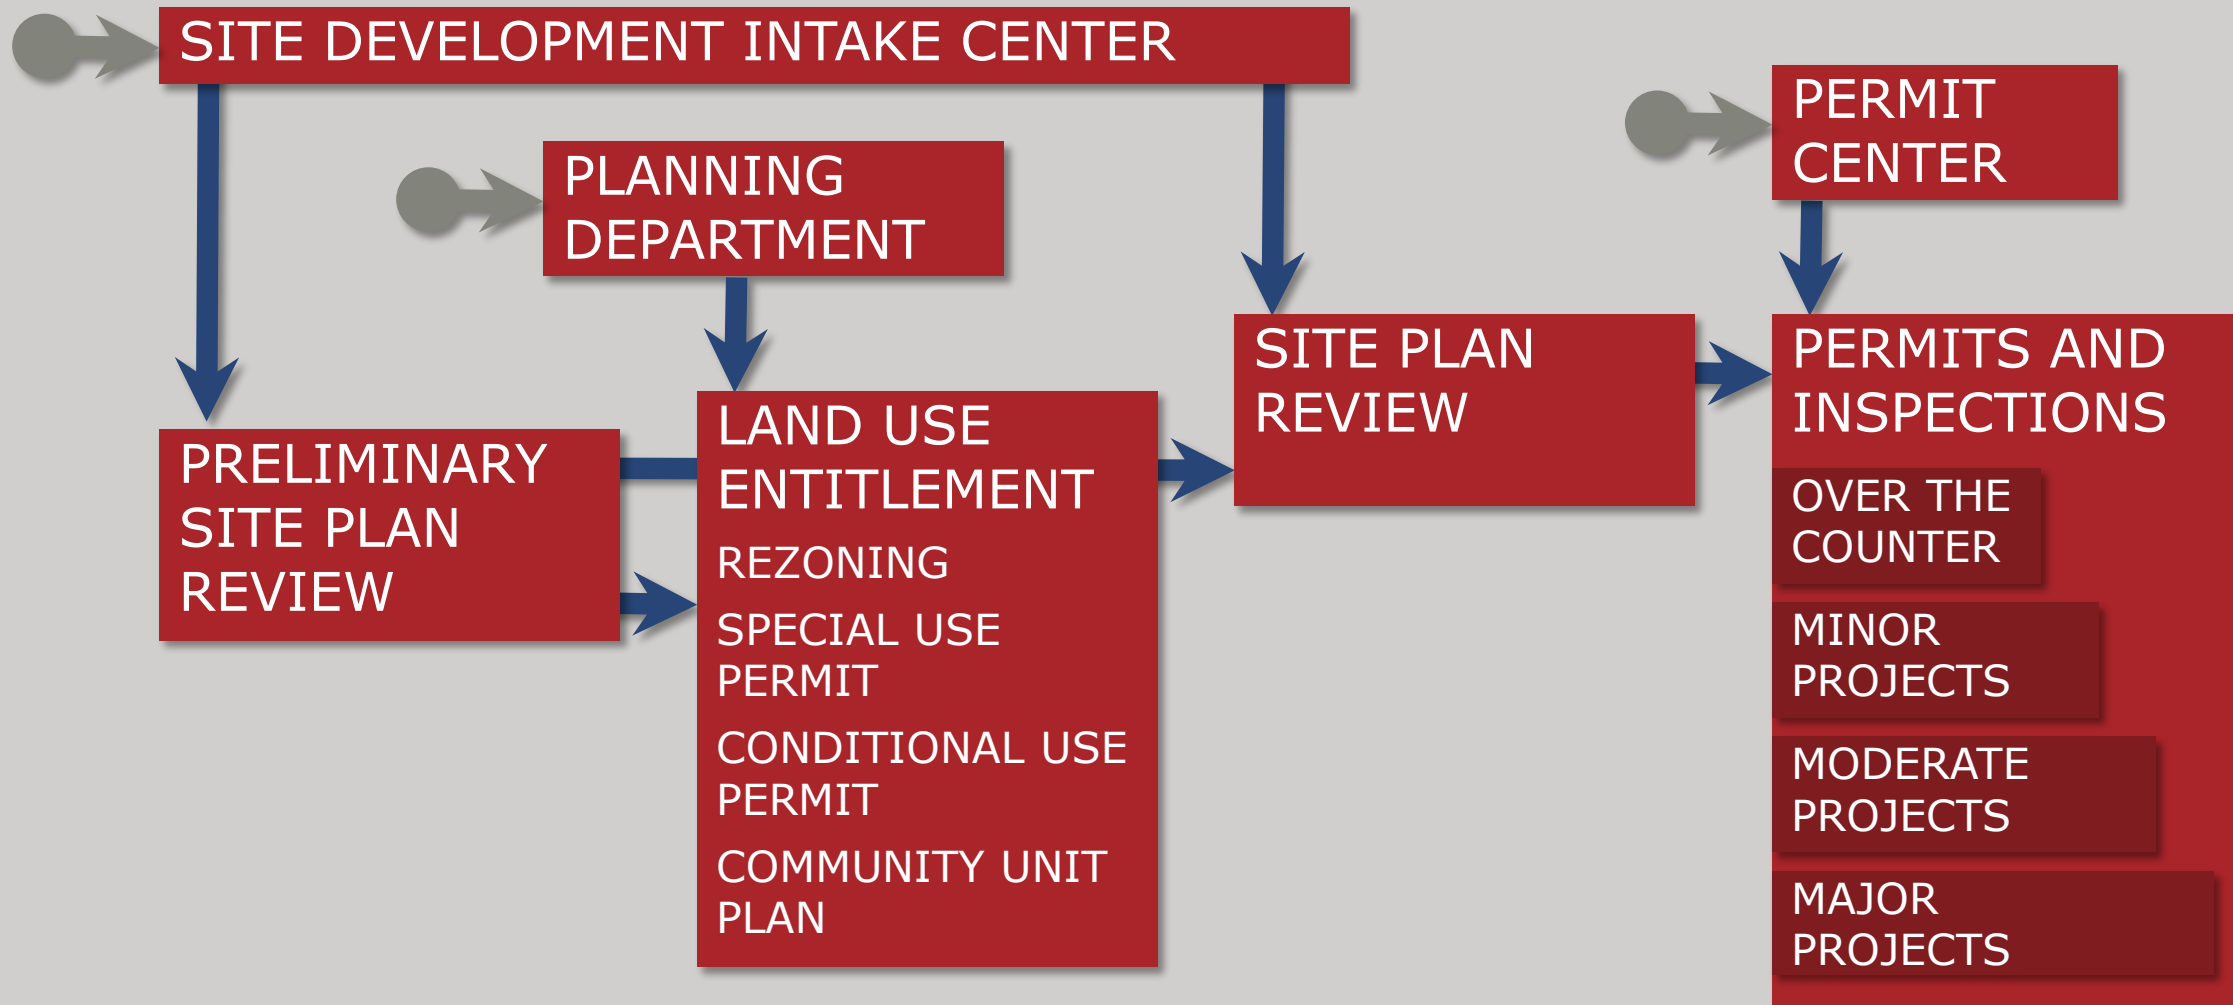 SITE DEVELOPMENT INTAKE CENTER
PLANNING
DEPARTMENT
PERMIT
CENTER
PRELIMINARY
SITE PLAN
REVIEW
LAND USE
ENTITLEMENT
REZONING
SPECIAL USE
PERMIT
CONDITIONAL USE
PERMIT
COMMUNITY UNIT
PLAN
SITE PLAN
REVIEW
PERMITS AND
INSPECTIONS
OVER THE
COUNTER
MINOR
PROJECTS
MODERATE
PROJECTS
MAJOR
PROJECTS